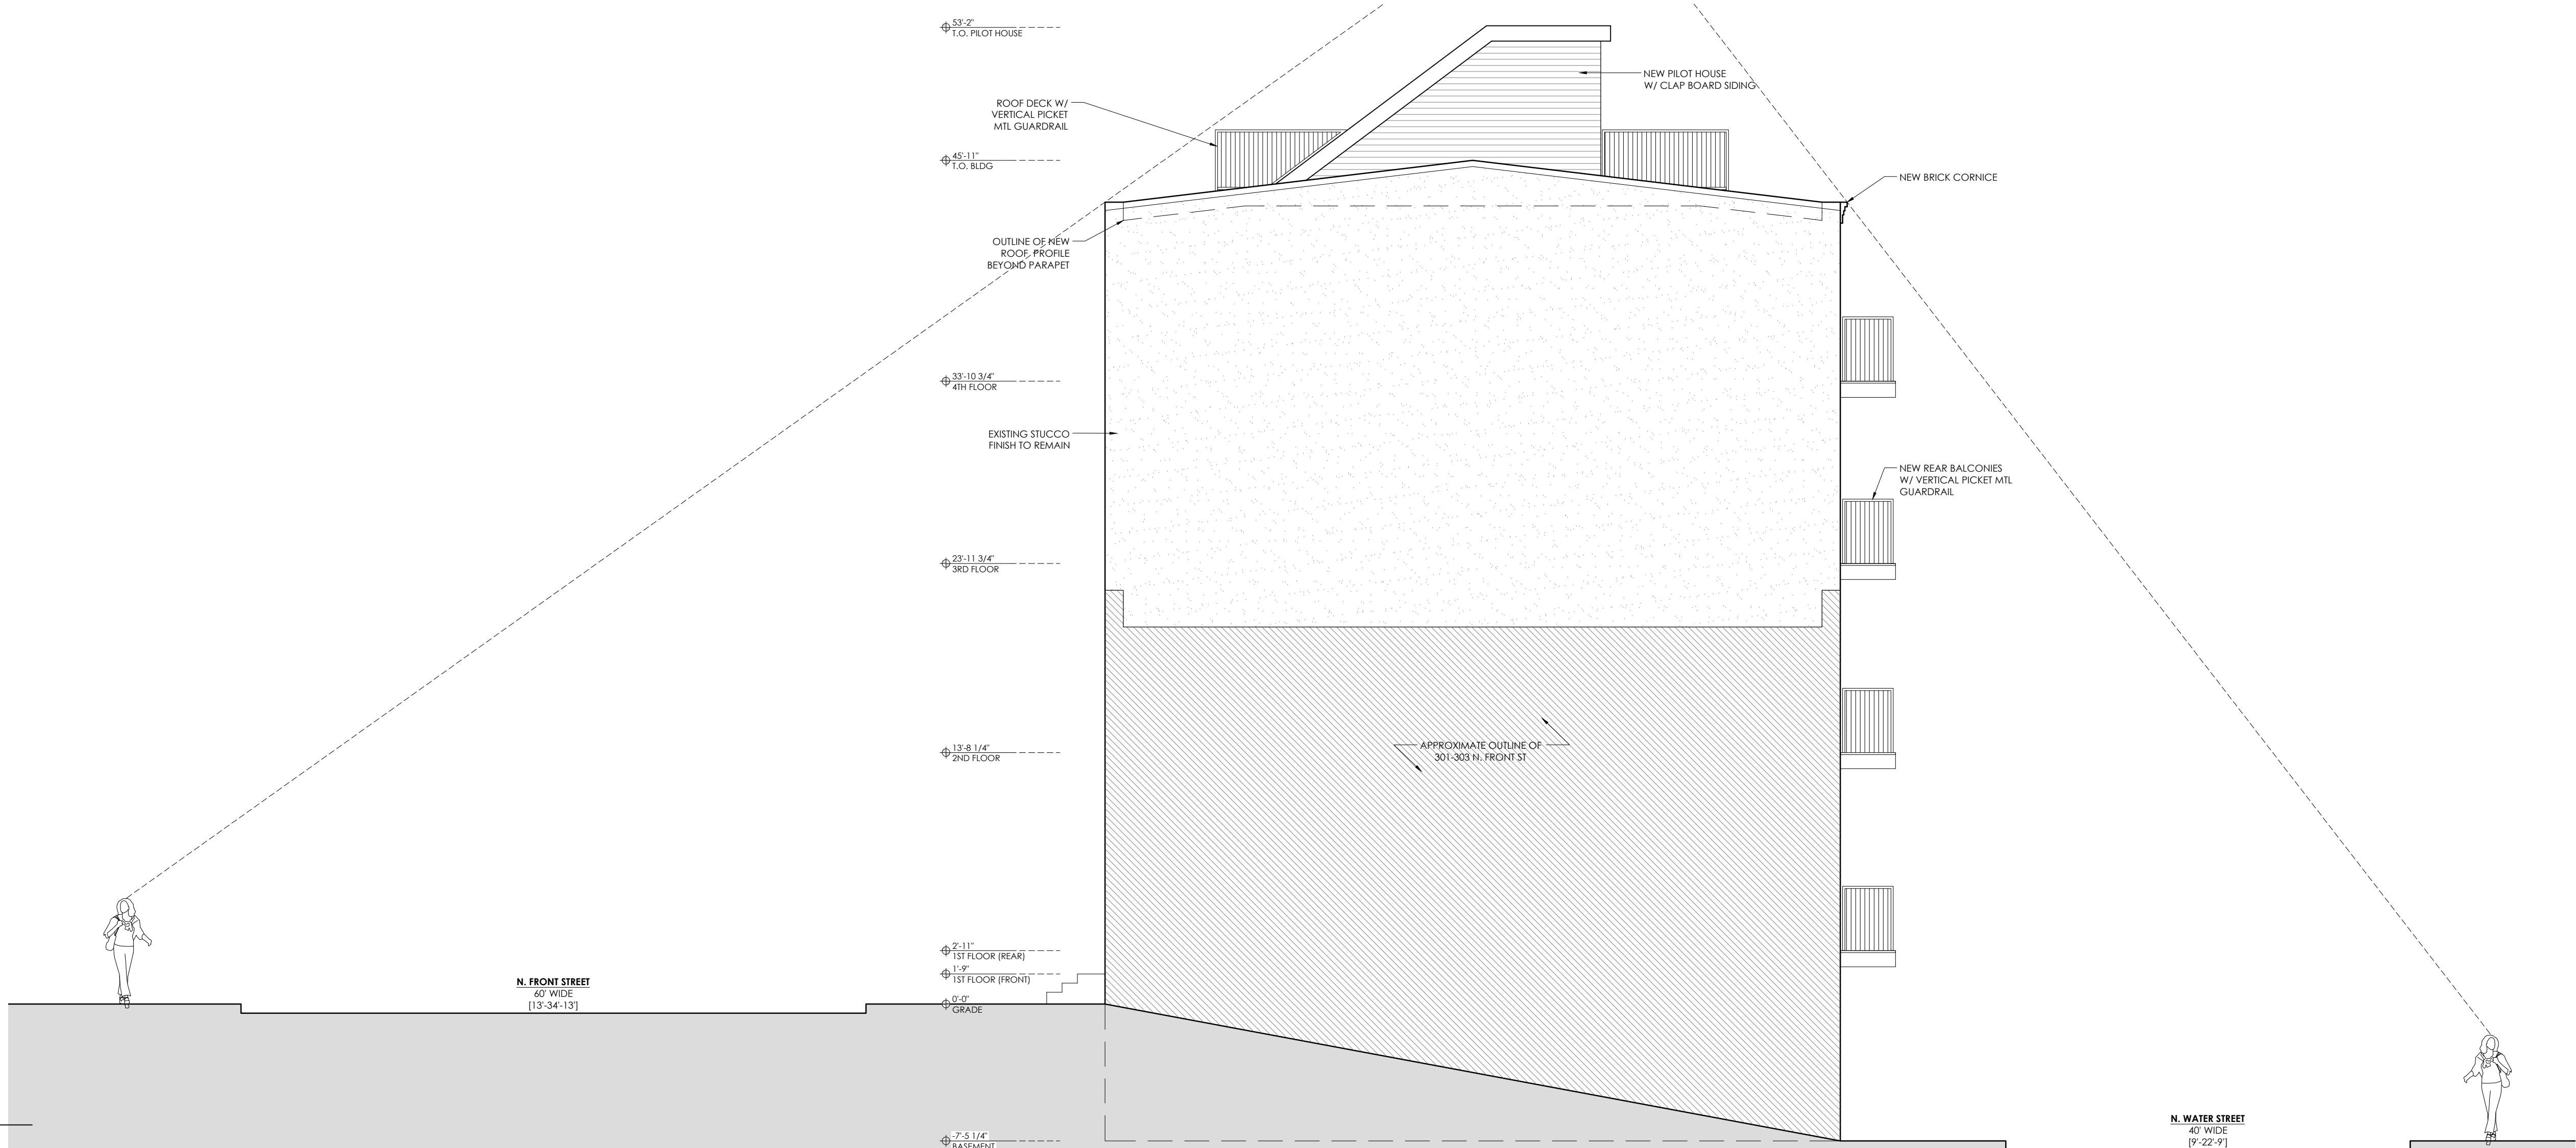 53'-2"
T.O. PILOT HOUSE
NEW PILOT HOUSE
W/ CLAP BOARD SIDING
ROOF DECK W/
VERTICAL PICKET
MTL GUARDRAIL
45'-11"
T.O. BLDG
NEW BRICK CORNICE
OUTLINE OF NEW
ROOF PROFILE
BEYOND PARAPET
33'-10 3/4"
4TH FLOOR
EXISTING STUCCO
FINISH TO REMAIN
NEW REAR BALCONIES
W/ VERTICAL PICKET MTL
GUARDRAIL
23'-11 3/4"
3RD FLOOR
13'-8 1/4"
2ND FLOOR
APPROXIMATE OUTLINE OF
301-303 N. FRONT ST
2'-11"
1ST FLOOR (REAR)
1'-9"
1ST FLOOR (FRONT)
0'-0"
GRADE
N. FRONT STREET
60' WIDE
[13'-34'-13']
-7'-5 1/4"
BASEMENT
N. WATER STREET
40' WIDE
[9'-22'-9']